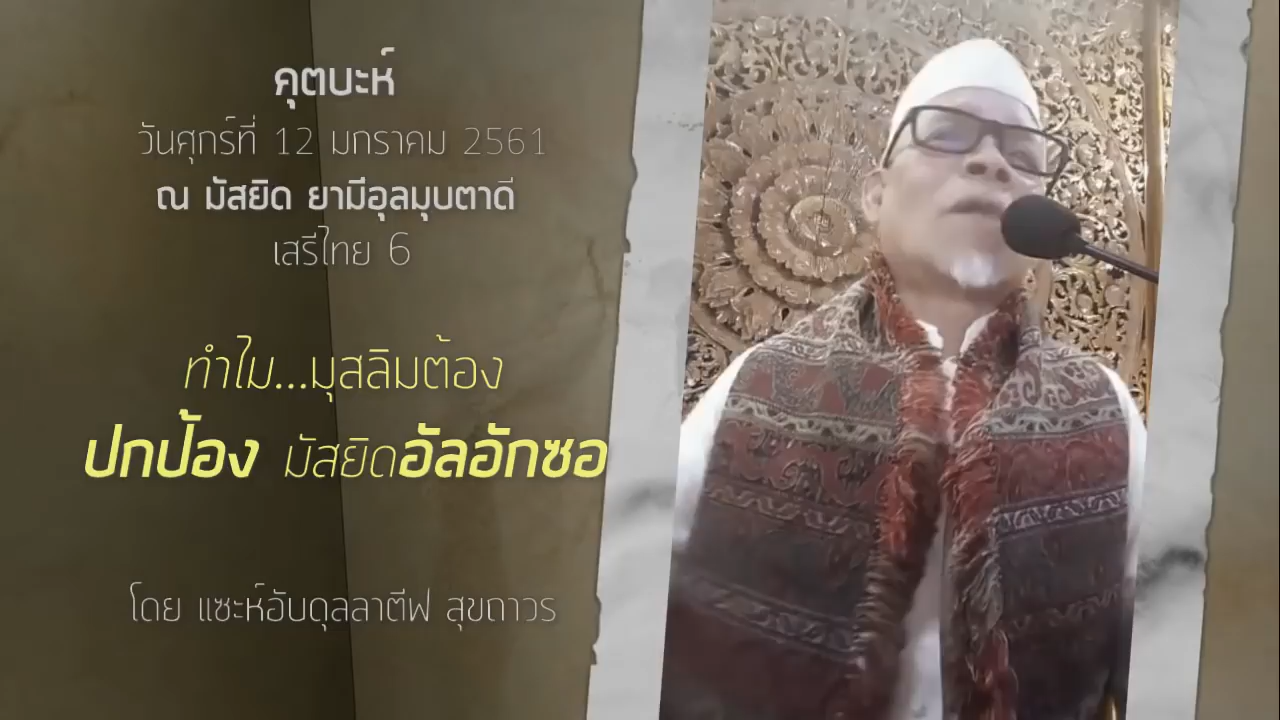 คุตบะห์
วันศุกร์ที่ 12 มกราคม 2561
ณ มัสยิด ยามีอุลมุบตาดี
เสรีไทย 6
ทำไม...มุสลิมต้อง
ปกป้อง มัสยิดอัลอักซอ
โดย แซะห์อับดุลลาตีฟ สุขถาวร